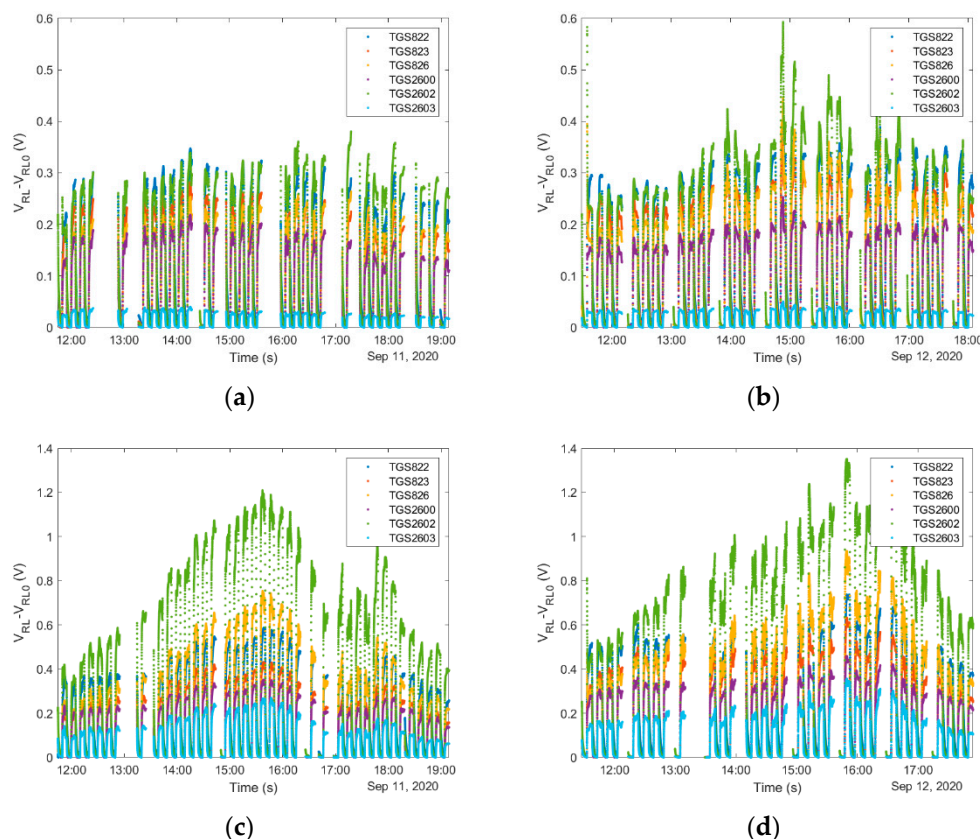 0.6
0.5
0.4
0.3
0.2
0.1
0
V_RL-V_RL0 (V)
TGS822
TGS823
TGS826
TGS2600
TGS2602
TGS2603
12:00 13:00 14:00 15:00 16:00 17:00 18:00 19:00
Time (s)
Sep 11, 2020
(a)
0.6
0.5
0.4
0.3
0.2
0.1
0
V_RL-V_RL0 (V)
TGS822
TGS823
TGS826
TGS2600
TGS2602
TGS2603
12:00 13:00 14:00 15:00 16:00 17:00 18:00
Time (s)
Sep 12, 2020
(b)
1.4
1.2
1
0.8
0.6
0.4
0.2
0
V_RL-V_RL0 (V)
TGS822
TGS823
TGS826
TGS2600
TGS2602
TGS2603
12:00 13:00 14:00 15:00 16:00 17:00 18:00 19:00
Time (s)
Sep 11, 2020
(c)
1.4
1.2
1
0.8
0.6
0.4
0.2
0
V_RL-V_RL0 (V)
TGS822
TGS823
TGS826
TGS2600
TGS2602
TGS2603
12:00 13:00 14:00 15:00 16:00 17:00
Time (s)
Sep 12, 2020
(d)